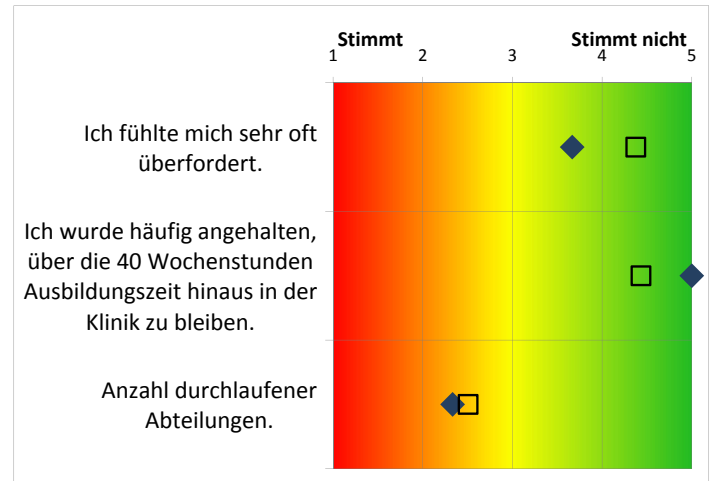 Stimmt Stimmt nicht
1 2 3 4 5
Ich fühlte mich sehr oft
überfordert.
Ich wurde häufig angehalten,
über die 40 Wochenstunden
Ausbildungszeit hinaus in der
Klinik zu bleiben.
Anzahl durchlaufener
Abteilungen.